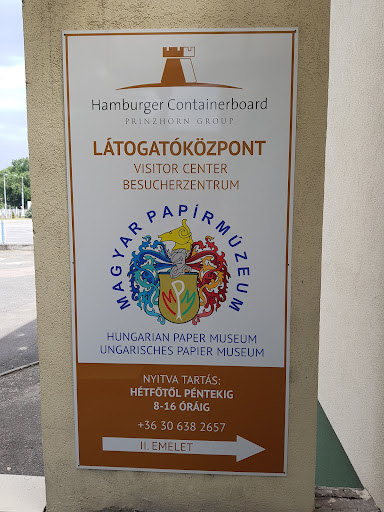 Hamburger Containerboard
PRINZHORN GROUP
LÁTOGATÓKÖZPONT
VISITOR CENTER
BESUCHERZENTRUM
MAGYAR PAPÍRMÚZEUM
MPM
HUNGARIAN PAPER MUSEUM
UNGARISCHES PAPIER MUSEUM
NYITVA TARTÁS:
HÉTFŐTŐL PÉNTEKIG
8-16 ÓRÁIG
+36 30 638 2657
II. EMELET